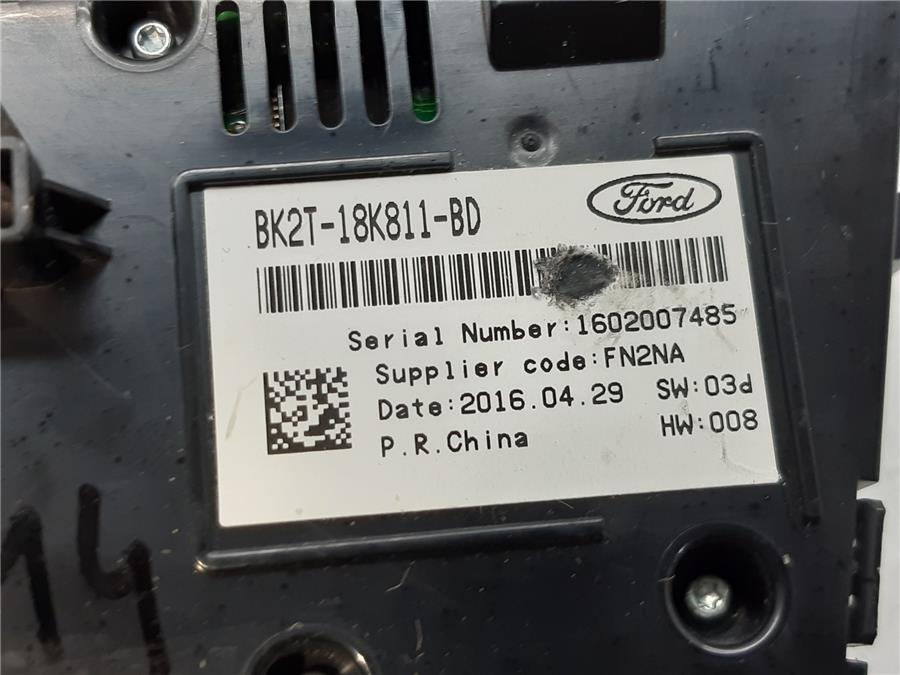 BK2T-18K811-BD
Ford
Serial Number:1602007485
Supplier code:FN2NA
Date:2016.04.29 SW:03d
P.R.China HW:008
14